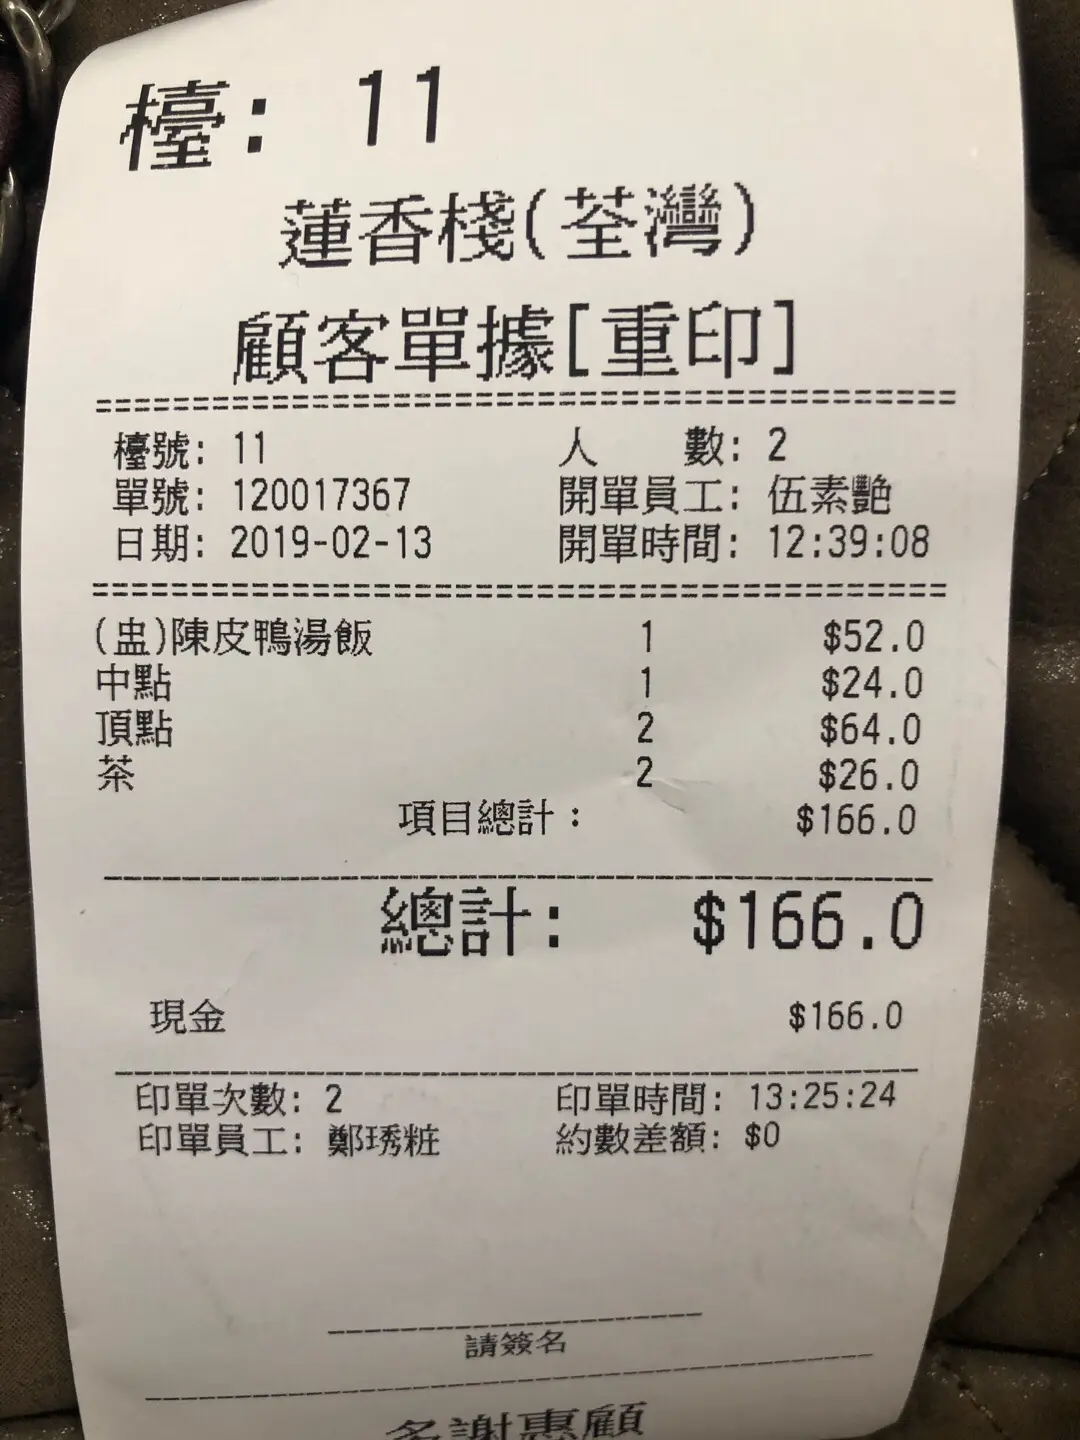 檯: 11
蓮香棧(荃灣)
顧客單據[重印]
檯號: 11 人 數: 2
單號: 120017367 開單員工: 伍素艷
日期: 2019-02-13 開單時間: 12:39:08
(盅)陳皮鴨湯飯 1 $52.0
中點 1 $24.0
頂點 2 $64.0
茶 2 $26.0
項目總計: $166.0
總計: $166.0
現金 $166.0
印單次數: 2 印單時間: 13:25:24
印單員工: 鄭琇粧 約數差額: $0
請簽名
多謝惠顧